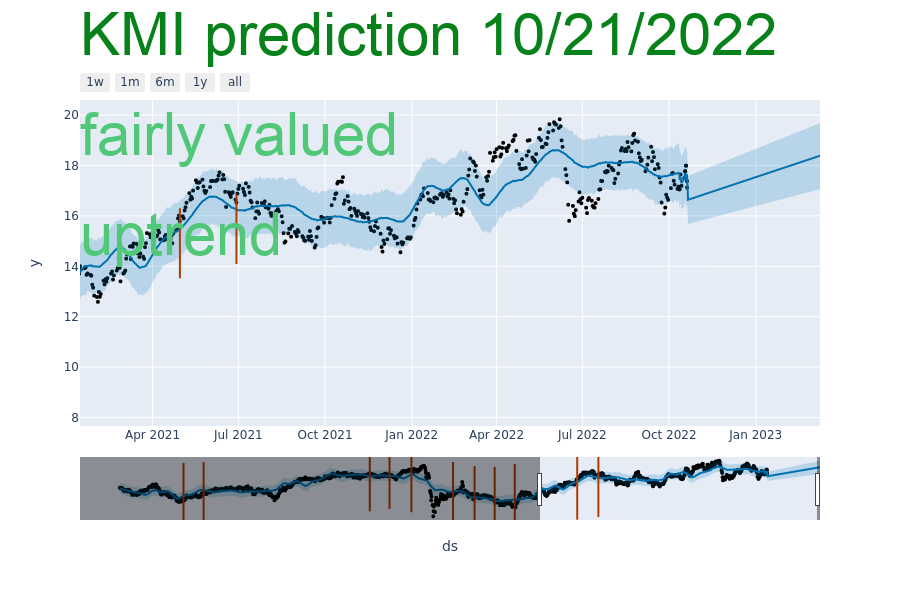 KMI prediction 10/21/2022
1w 1m 6m 1y all
20
fairly valued
18
16
uptrend
14
y
12
10
8
Apr 2021 Jul 2021 Oct 2021 Jan 2022 Apr 2022 Jul 2022 Oct 2022 Jan 2023
ds